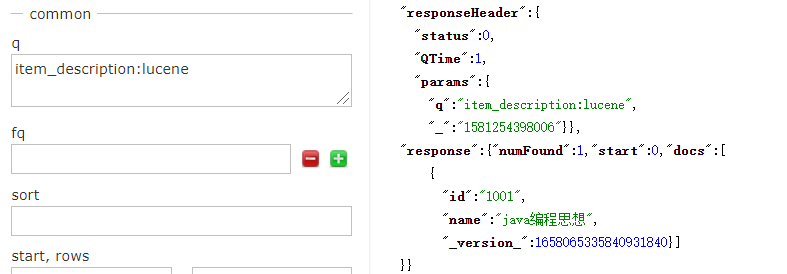 common
q
item_description:lucene
fq
sort
start, rows
"responseHeader":{
"status":0,
"QTime":1,
"params":{
"q":"item_description:lucene",
"_":"1581254398006"}},
"response":{"numFound":1,"start":0,"docs":[
{
"id":"1001",
"name":"java编程思想",
"_version_":1658065335840931840}]
}}